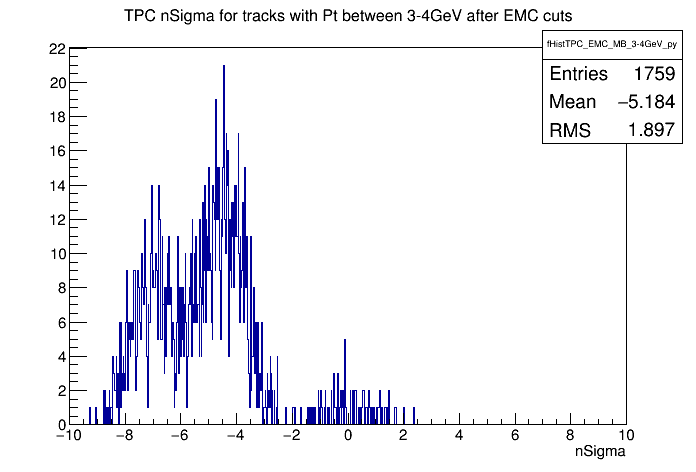 TPC nSigma for tracks with Pt between 3-4GeV after EMC cuts
fHistTPC_EMC_MB_3-4GeV_py
Entries 1759
Mean −5.184
RMS 1.897
22
20
18
16
14
12
10
8
6
4
2
0
−10 −8 −6 −4 −2 0 2 4 6 8 10
nSigma